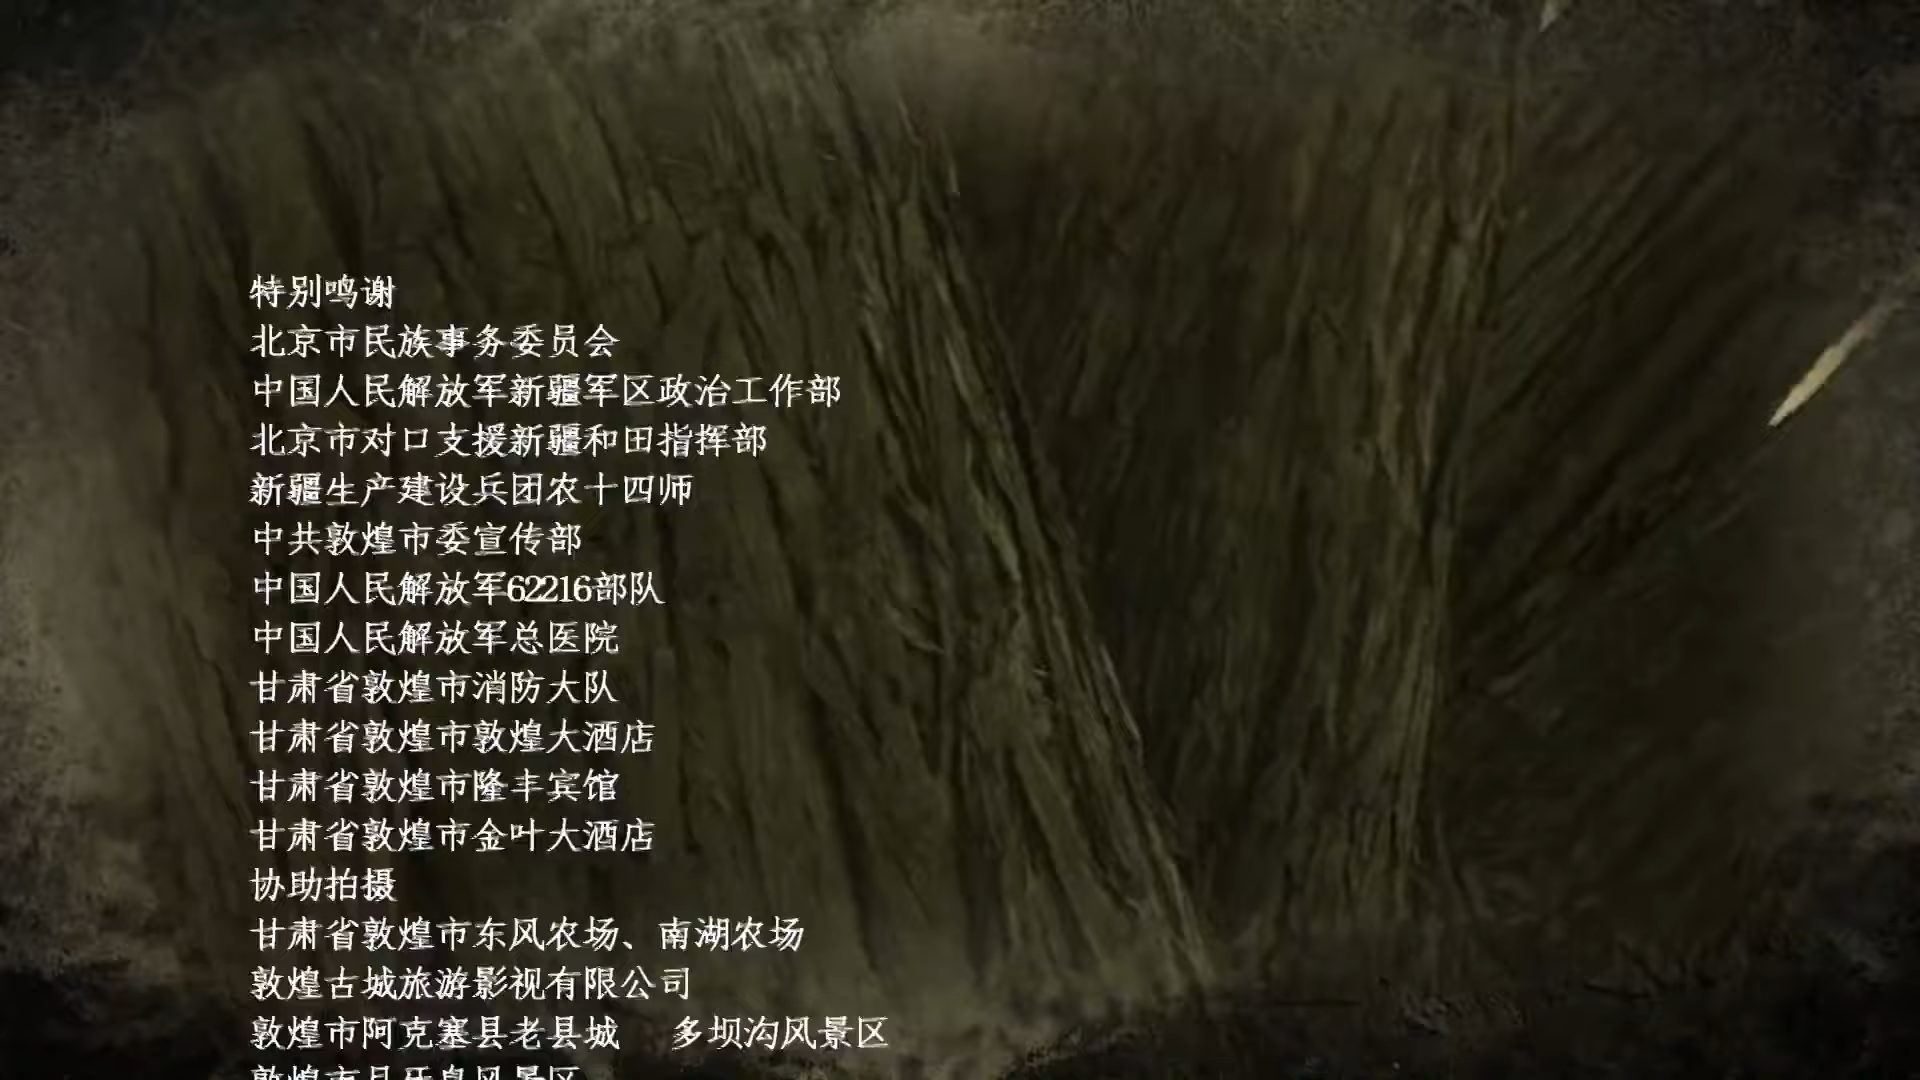 特别鸣谢
北京市民族事务委员会
中国人民解放军新疆军区政治工作部
北京市对口支援新疆和田指挥部
新疆生产建设兵团农十四师
中共敦煌市委宣传部
中国人民解放军62216部队
中国人民解放军总医院
甘肃省敦煌市消防大队
甘肃省敦煌市敦煌大酒店
甘肃省敦煌市隆丰宾馆
甘肃省敦煌市金叶大酒店
协助拍摄
甘肃省敦煌市东风农场、南湖农场
敦煌古城旅游影视有限公司
敦煌市阿克塞县老县城 多坝沟风景区
敦煌市月牙泉风景区